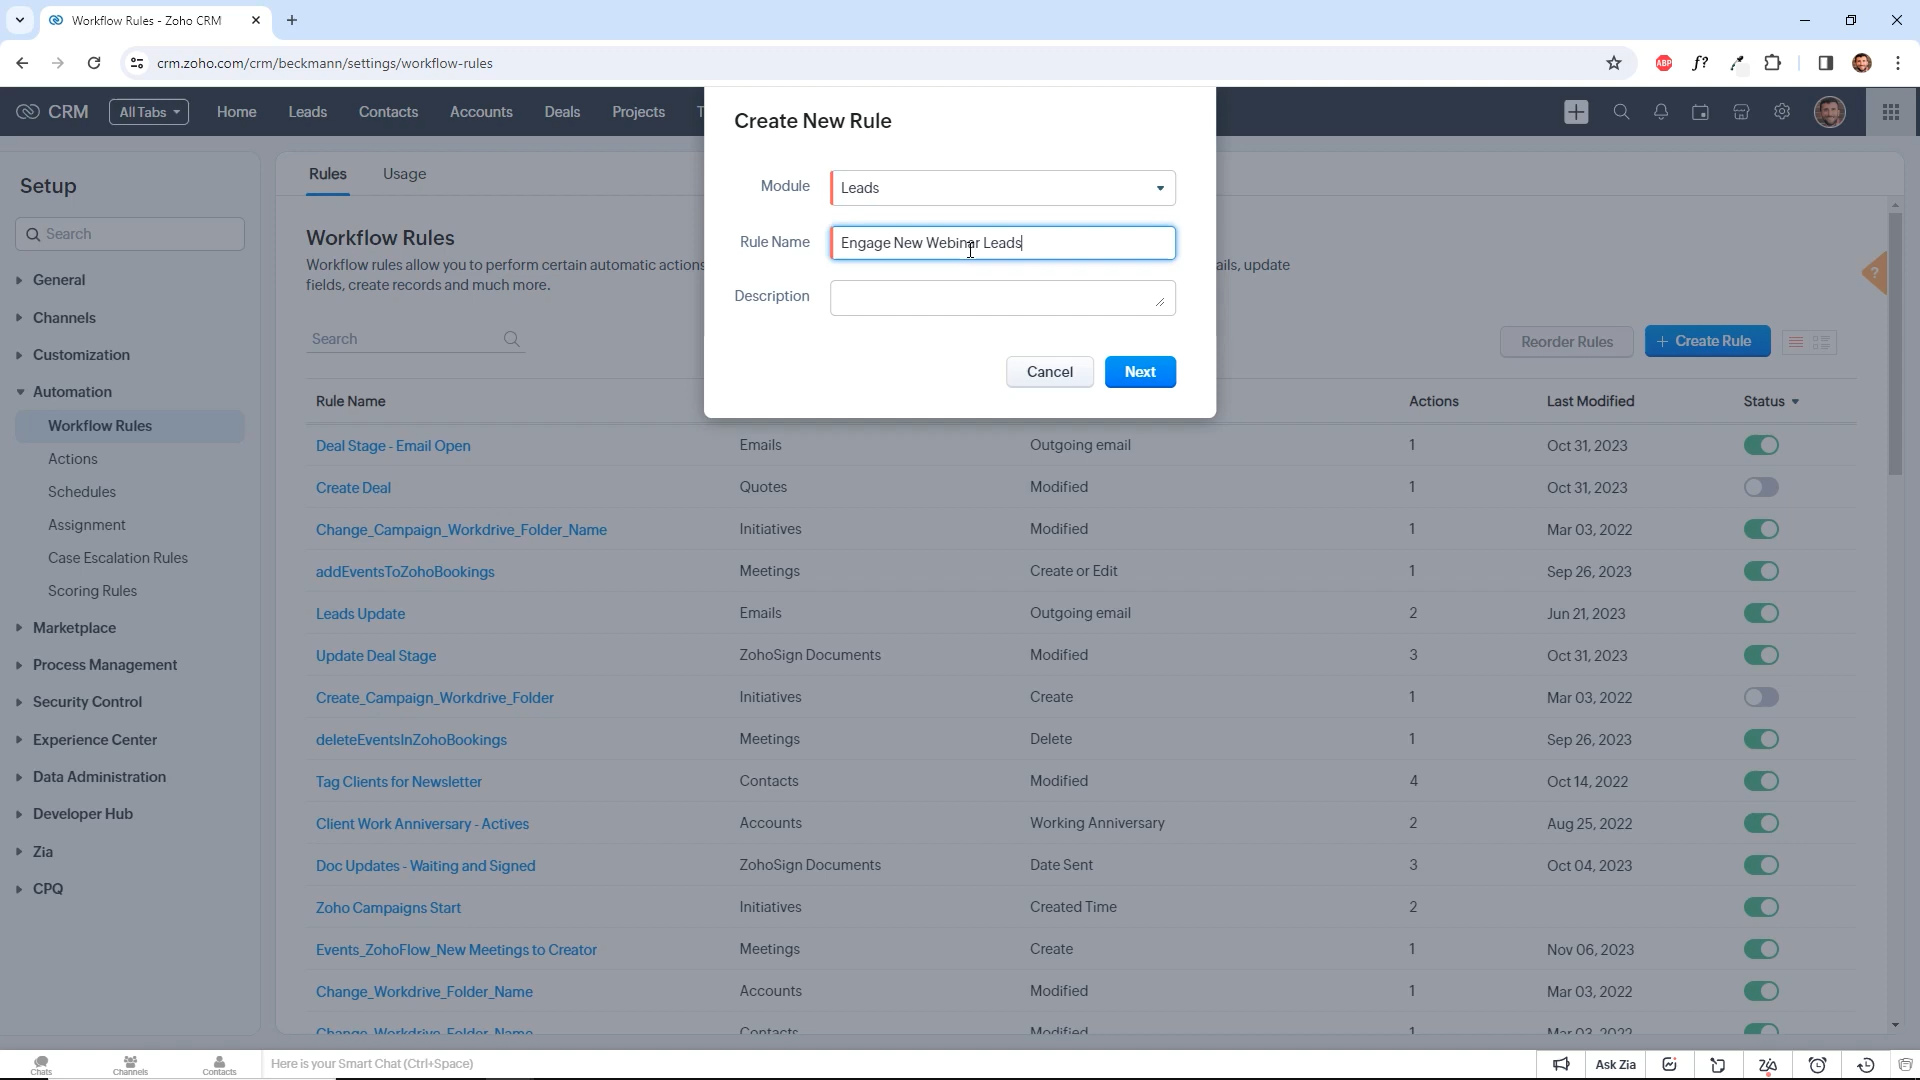 Workflow Rules - Zoho CRM
crm.zoho.com/crm/beckmann/settings/workflow-rules
ABP
f?
CRM
All Tabs
Home
Leads
Contacts
Accounts
Deals
Projects
Create New Rule
Module
Leads
Rule Name
Engage New Webinar Leads
Description
Cancel
Next
Setup
Search
General
Channels
Customization
Automation
Workflow Rules
Actions
Schedules
Assignment
Case Escalation Rules
Scoring Rules
Marketplace
Process Management
Security Control
Experience Center
Data Administration
Developer Hub
Zia
CPQ
Rules
Usage
Workflow Rules
Workflow rules allow you to perform certain automatic actions ails, update
fields, create records and much more.
?
Search
Reorder Rules
+ Create Rule
Rule Name Actions Last Modified Status
Deal Stage - Email Open Emails Outgoing email 1 Oct 31, 2023
Create Deal Quotes Modified 1 Oct 31, 2023
Change_Campaign_Workdrive_Folder_Name Initiatives Modified 1 Mar 03, 2022
addEventsToZohoBookings Meetings Create or Edit 1 Sep 26, 2023
Leads Update Emails Outgoing email 2 Jun 21, 2023
Update Deal Stage ZohoSign Documents Modified 3 Oct 31, 2023
Create_Campaign_Workdrive_Folder Initiatives Create 1 Mar 03, 2022
deleteEventsInZohoBookings Meetings Delete 1 Sep 26, 2023
Tag Clients for Newsletter Contacts Modified 4 Oct 14, 2022
Client Work Anniversary - Actives Accounts Working Anniversary 2 Aug 25, 2022
Doc Updates - Waiting and Signed ZohoSign Documents Date Sent 3 Oct 04, 2023
Zoho Campaigns Start Initiatives Created Time 2
Events_ZohoFlow_New Meetings to Creator Meetings Create 1 Nov 06, 2023
Change_Workdrive_Folder_Name Accounts Modified 1 Mar 03, 2022
Change_Workdrive_Folder_Name Contacts Modified 1 Mar 03, 2022
Chats
Channels
Contacts
Here is your Smart Chat (Ctrl+Space)
Ask Zia